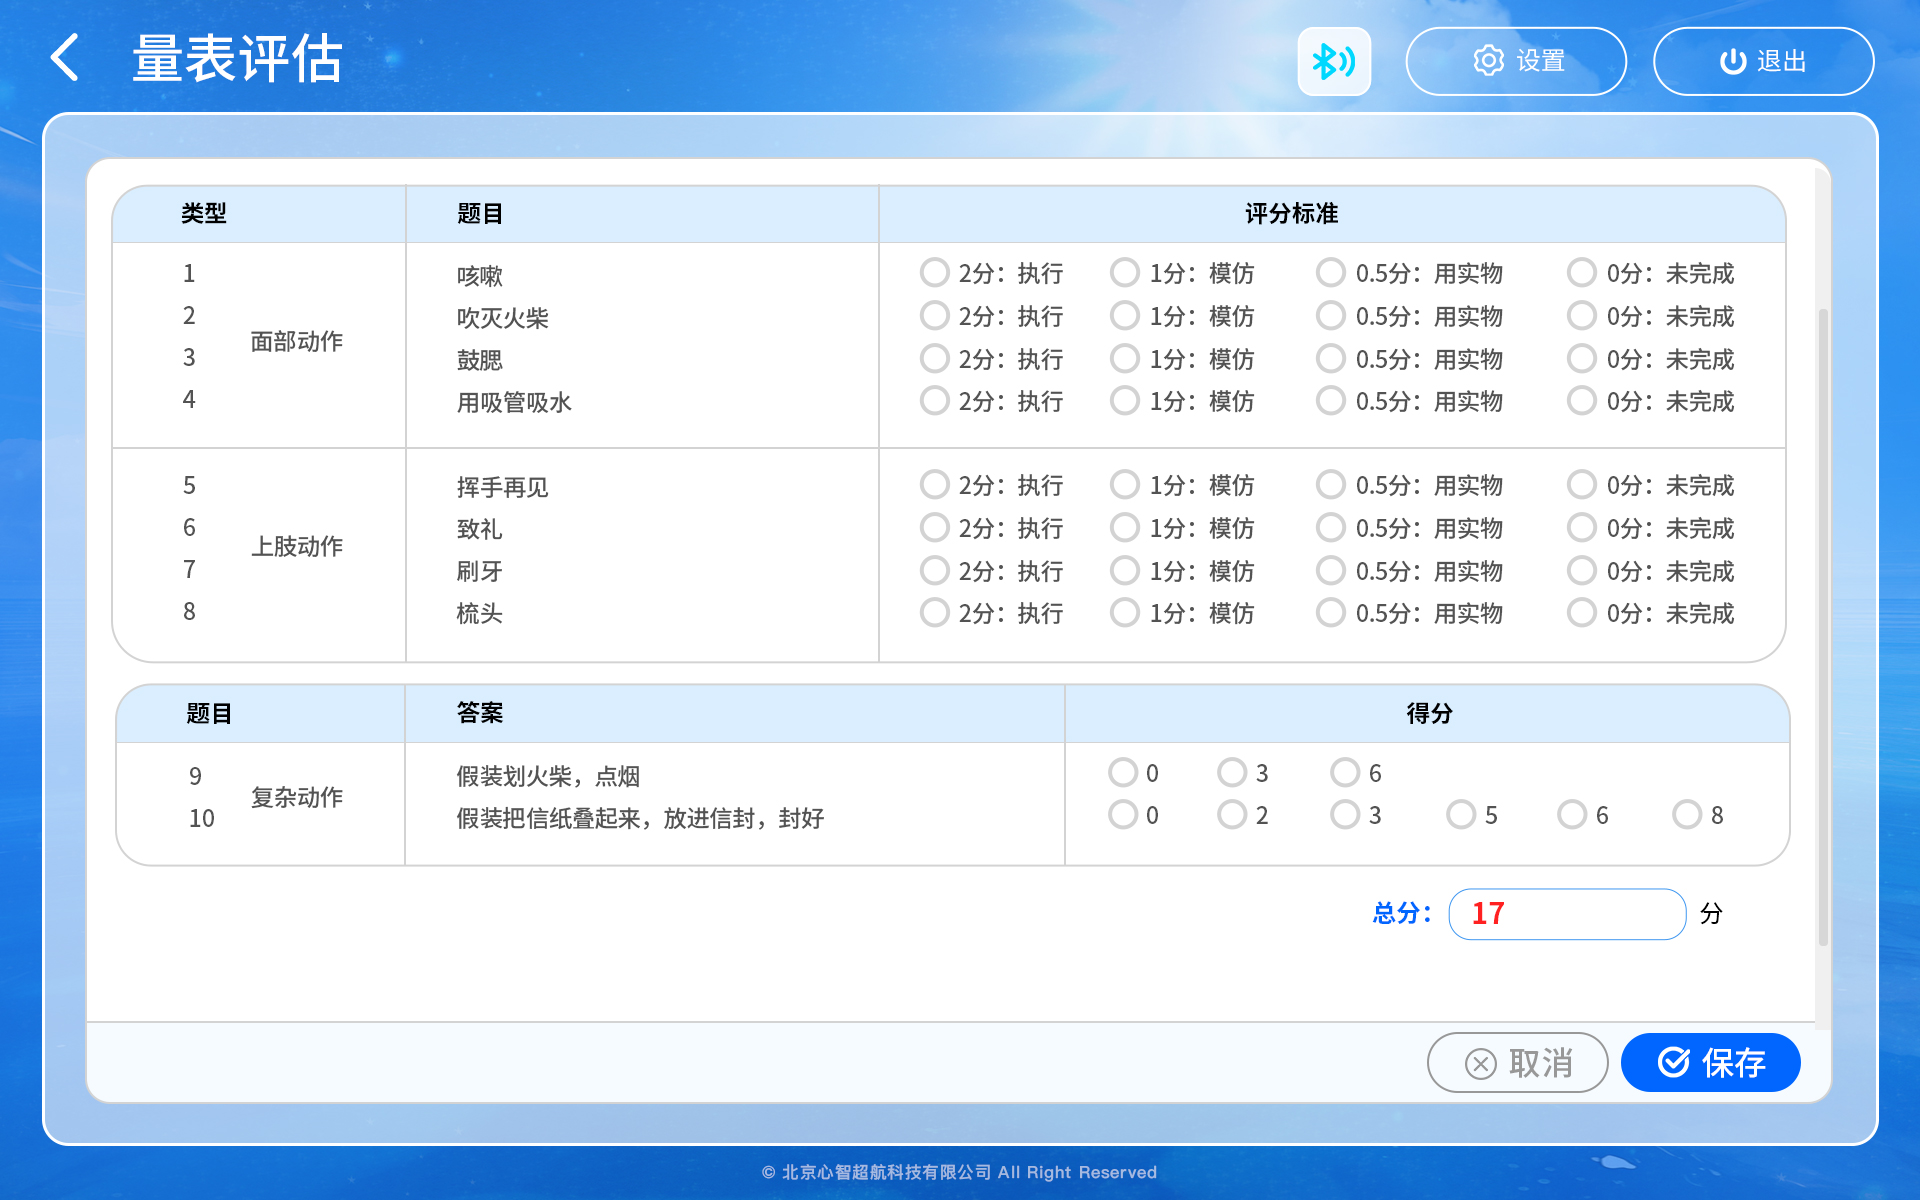 量表评估
设置
退出
类型 题目 评分标准
1 咳嗽 2分：执行 1分：模仿 0.5分：用实物 0分：未完成
2 吹灭火柴 2分：执行 1分：模仿 0.5分：用实物 0分：未完成
面部动作
3 鼓腮 2分：执行 1分：模仿 0.5分：用实物 0分：未完成
4 用吸管吸水 2分：执行 1分：模仿 0.5分：用实物 0分：未完成
5 挥手再见 2分：执行 1分：模仿 0.5分：用实物 0分：未完成
6 致礼 2分：执行 1分：模仿 0.5分：用实物 0分：未完成
上肢动作
7 刷牙 2分：执行 1分：模仿 0.5分：用实物 0分：未完成
8 梳头 2分：执行 1分：模仿 0.5分：用实物 0分：未完成
题目 答案 得分
9 假装划火柴，点烟 0 3 6
复杂动作
10 假装把信纸叠起来，放进信封，封好 0 2 3 5 6 8
总分： 17 分
取消 保存
© 北京心智超航科技有限公司 All Right Reserved